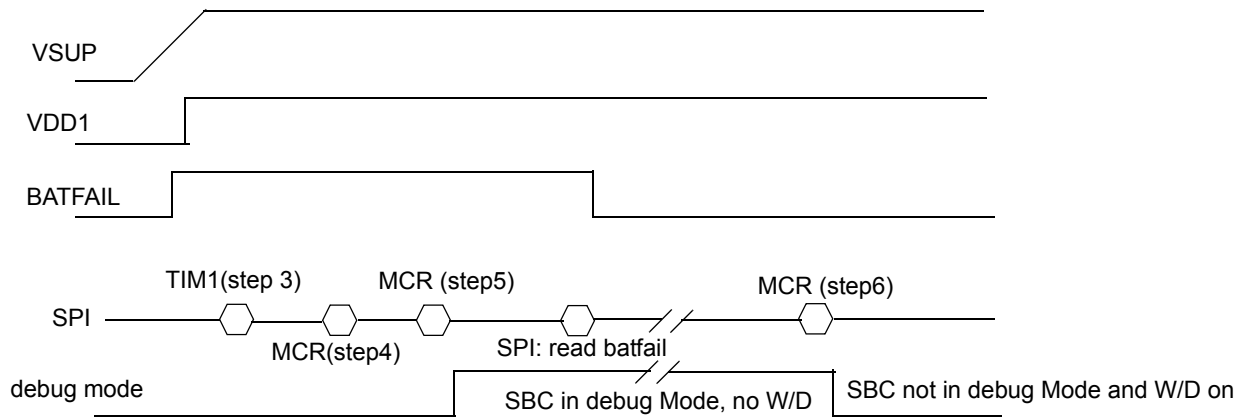 VSUP
VDD1
BATFAIL
TIM1(step 3)
MCR (step5)
MCR (step6)
SPI
MCR(step4)
SPI: read batfail
debug mode
SBC in debug Mode, no W/D
SBC not in debug Mode and W/D on